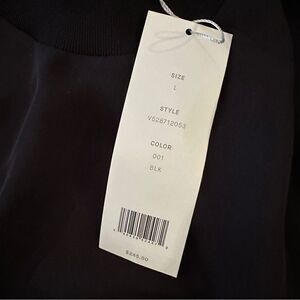 SIZE
L
STYLE
V528712053
COLOR
001
BLK
$245.00